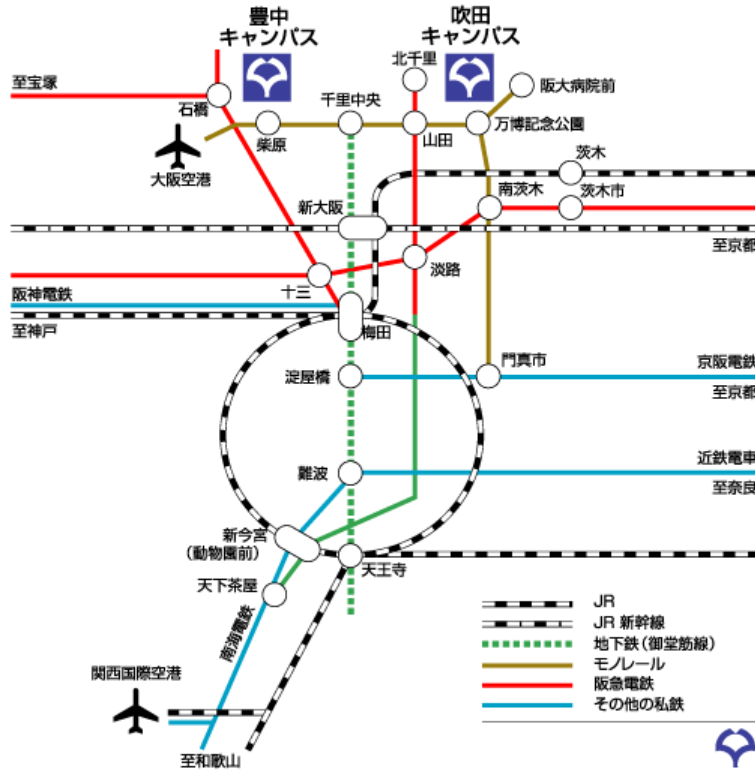 豊中
キャンパス
吹田
キャンパス
北千里
阪大病院前
至宝塚
石橋
千里中央
柴原
山田
万博記念公園
大阪空港
茨木
新大阪
南茨木
茨木市
至京都
淡路
十三
阪神電鉄
至神戸
梅田
淀屋橋
門真市
京阪電鉄
至京都
難波
近鉄電車
至奈良
新今宮
(動物園前)
天王寺
天下茶屋
南海電鉄
関西国際空港
至和歌山
JR
JR 新幹線
地下鉄(御堂筋線)
モノレール
阪急電鉄
その他の私鉄